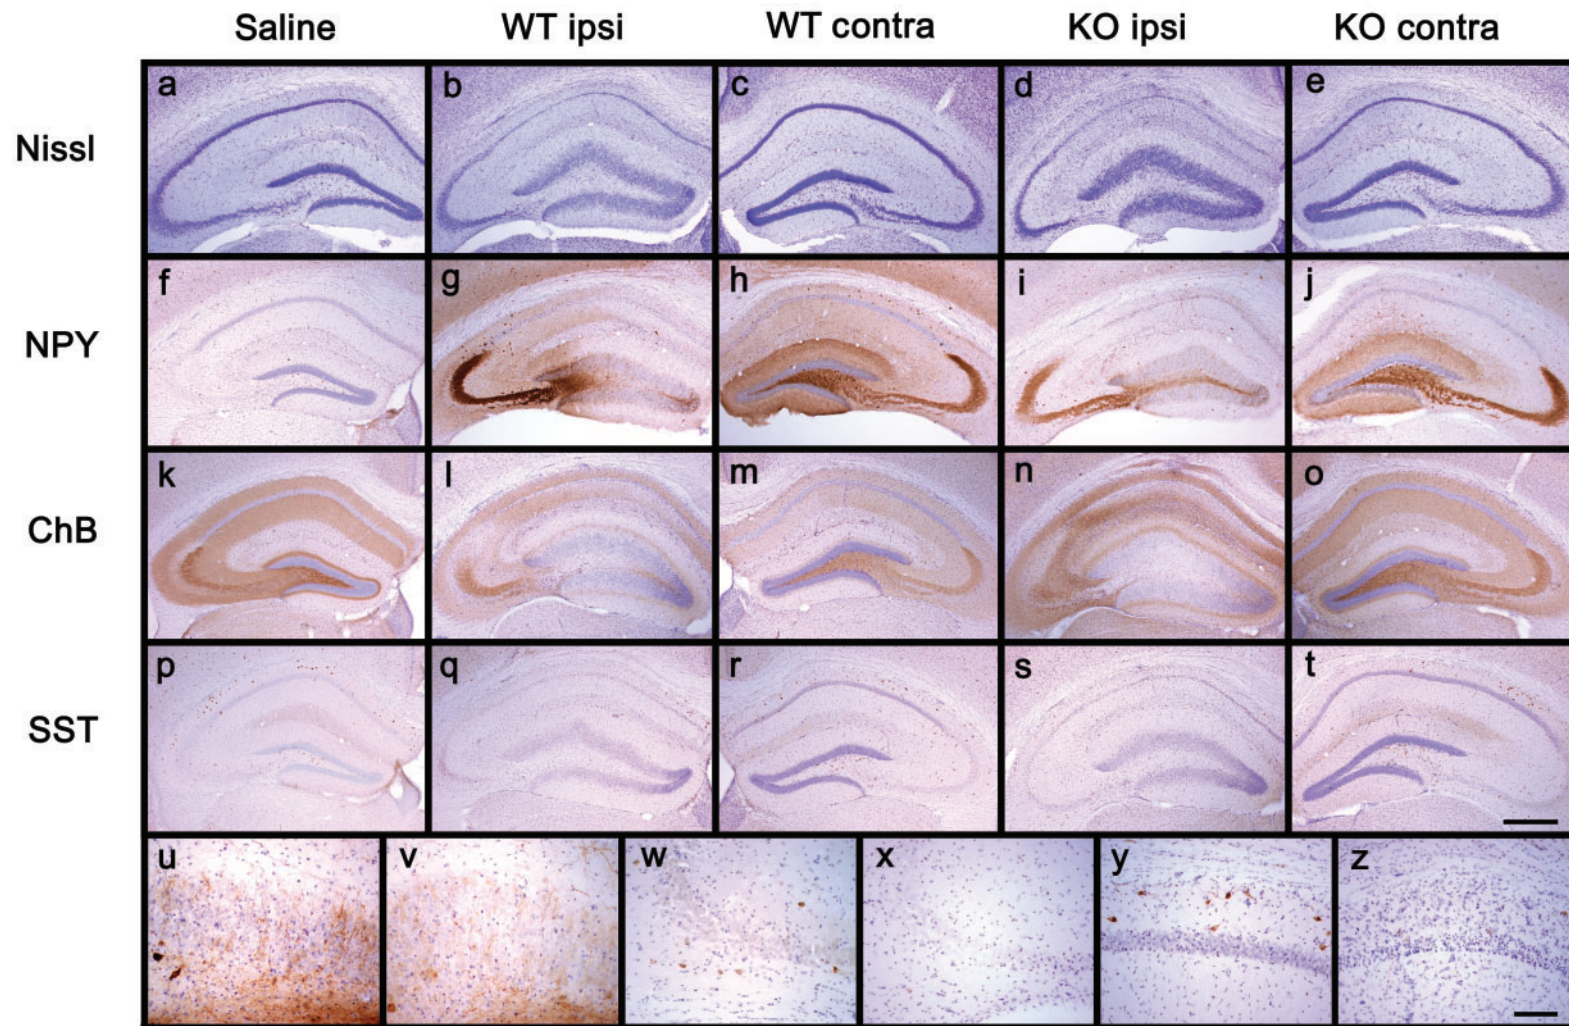 Saline WT ipsi WT contra KO ipsi KO contra
Nissl a b c d e
NPY f g h i j
ChB k l m n o
SST p q r s t
u v w x y z